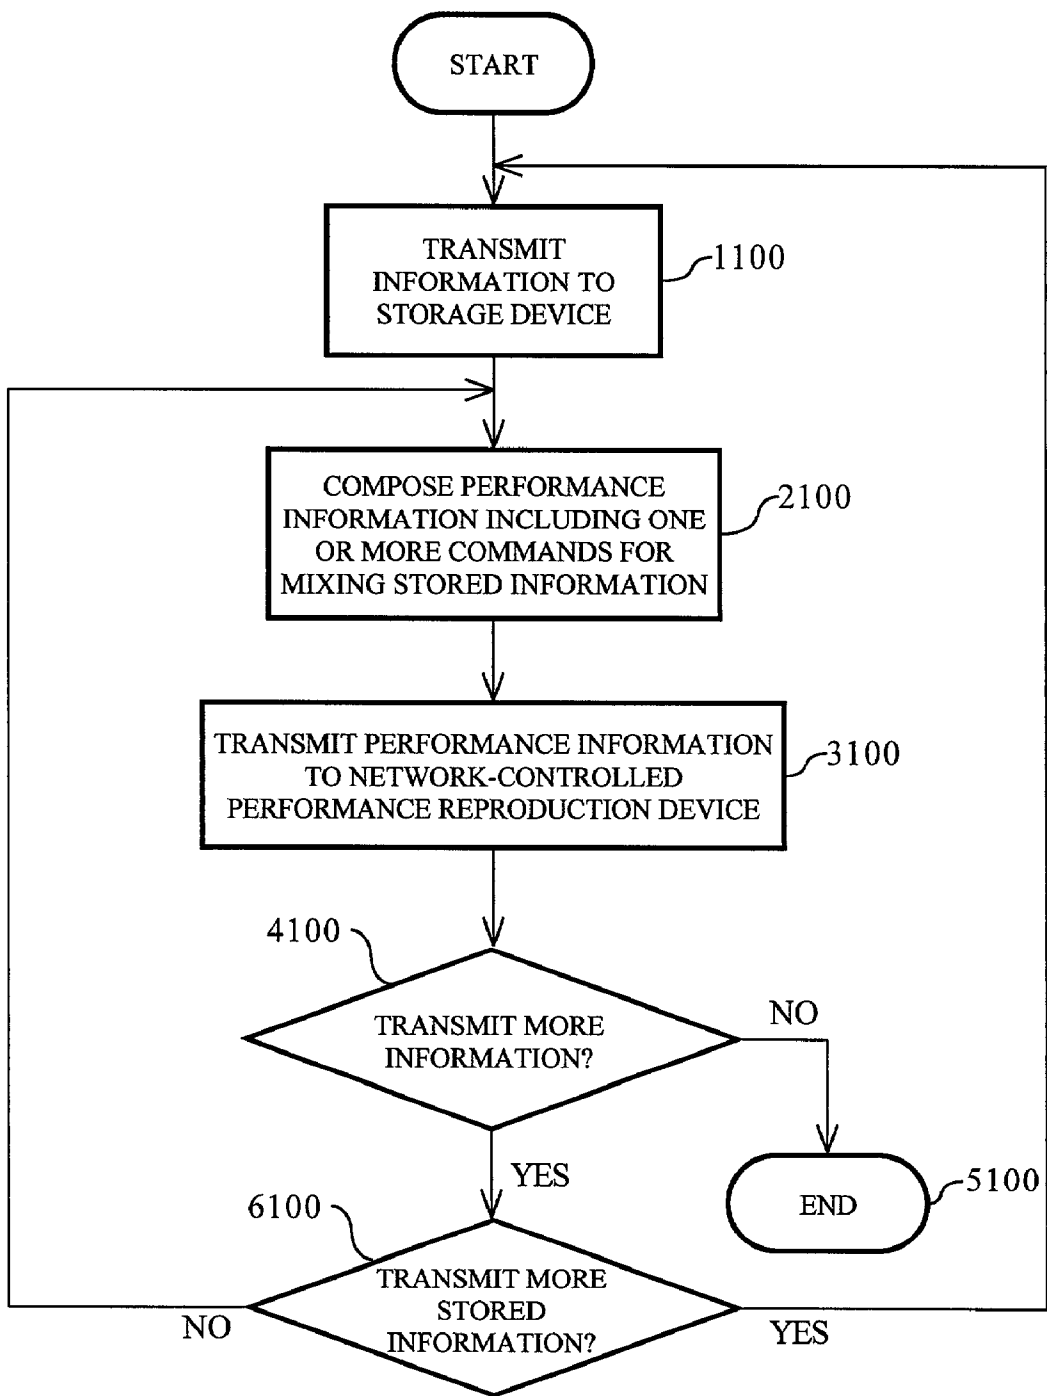 START
TRANSMIT
INFORMATION TO
STORAGE DEVICE
1100
COMPOSE PERFORMANCE
INFORMATION INCLUDING ONE
OR MORE COMMANDS FOR
MIXING STORED INFORMATION
2100
TRANSMIT PERFORMANCE INFORMATION
TO NETWORK-CONTROLLED
PERFORMANCE REPRODUCTION DEVICE
3100
4100
TRANSMIT MORE
INFORMATION?
NO
YES
END
5100
6100
TRANSMIT MORE
STORED
INFORMATION?
NO
YES